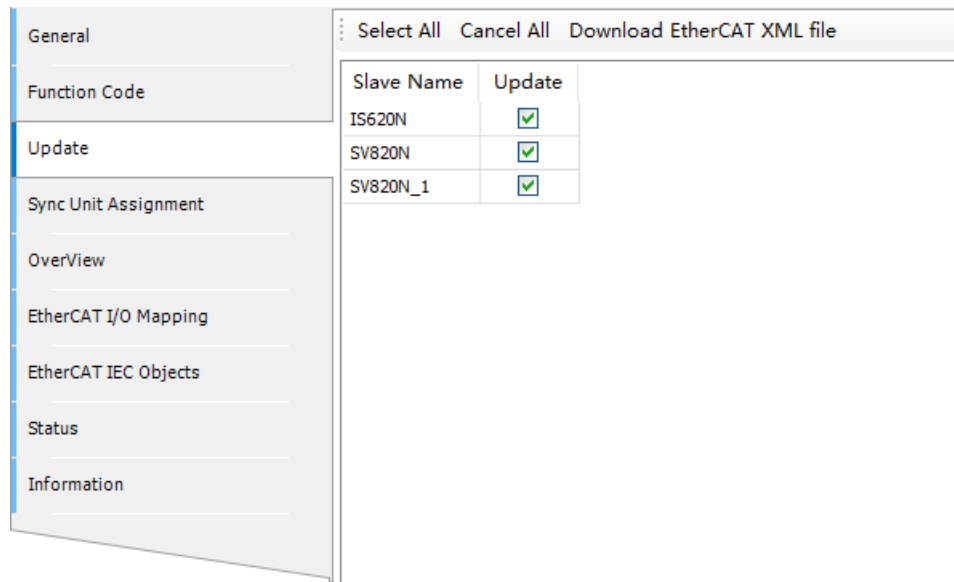 General
Function Code
Update
Sync Unit Assignment
OverView
EtherCAT I/O Mapping
EtherCAT IEC Objects
Status
Information
Select All Cancel All Download EtherCAT XML file
Slave Name Update
IS620N
SV820N
SV820N_1